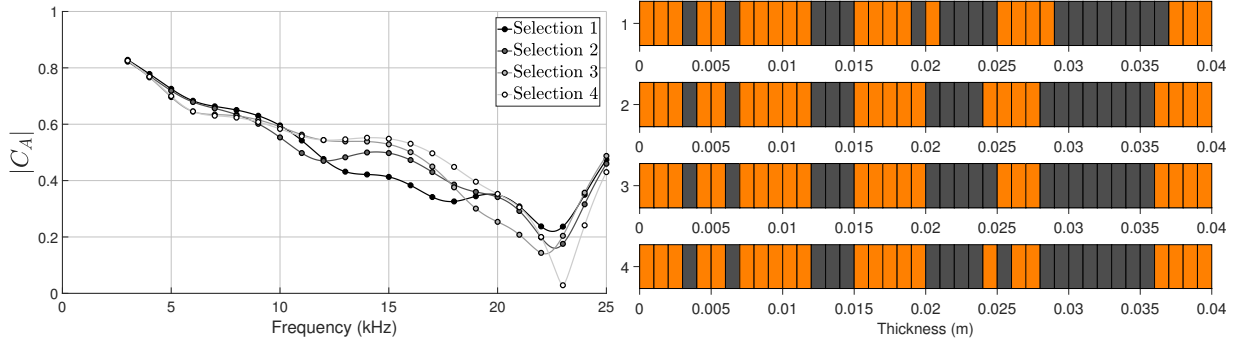 |C_A|
1
0.8
0.6
0.4
0.2
0
0 5 10 15 20 25
Frequency (kHz)
Selection 1
Selection 2
Selection 3
Selection 4
1
0 0.005 0.01 0.015 0.02 0.025 0.03 0.035 0.04
2
0 0.005 0.01 0.015 0.02 0.025 0.03 0.035 0.04
3
0 0.005 0.01 0.015 0.02 0.025 0.03 0.035 0.04
4
0 0.005 0.01 0.015 0.02 0.025 0.03 0.035 0.04
Thickness (m)